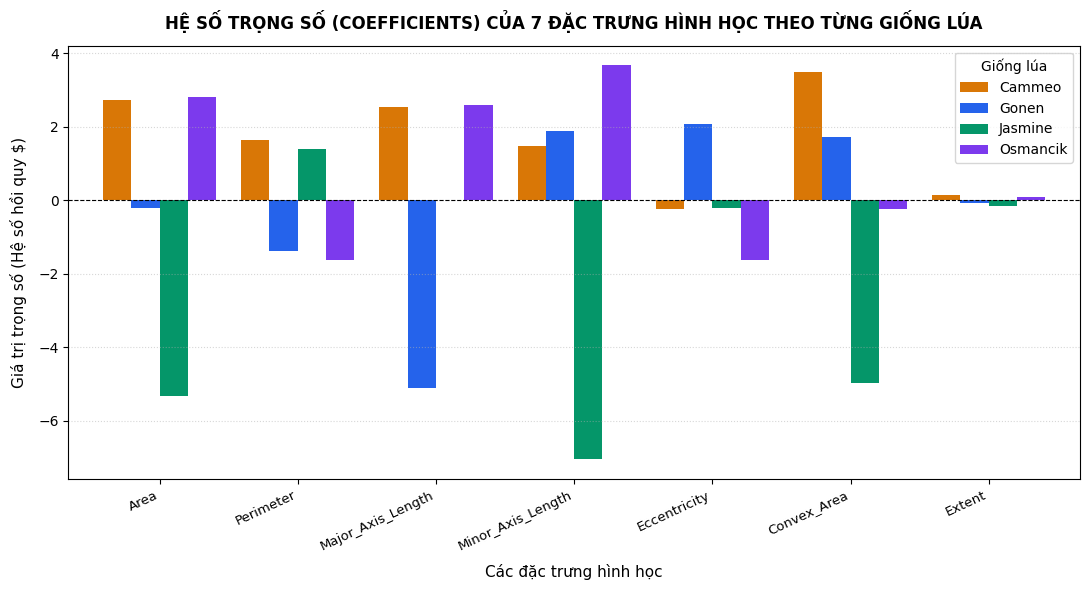 HỆ SỐ TRỌNG SỐ (COEFFICIENTS) CỦA 7 ĐẶC TRƯNG HÌNH HỌC THEO TỪNG GIỐNG LÚA
Giá trị trọng số (Hệ số hồi quy $)
4
2
0
−2
−4
−6
Giống lúa
Cammeo
Gonen
Jasmine
Osmancik
Area
Perimeter
Major_Axis_Length
Minor_Axis_Length
Eccentricity
Convex_Area
Extent
Các đặc trưng hình học